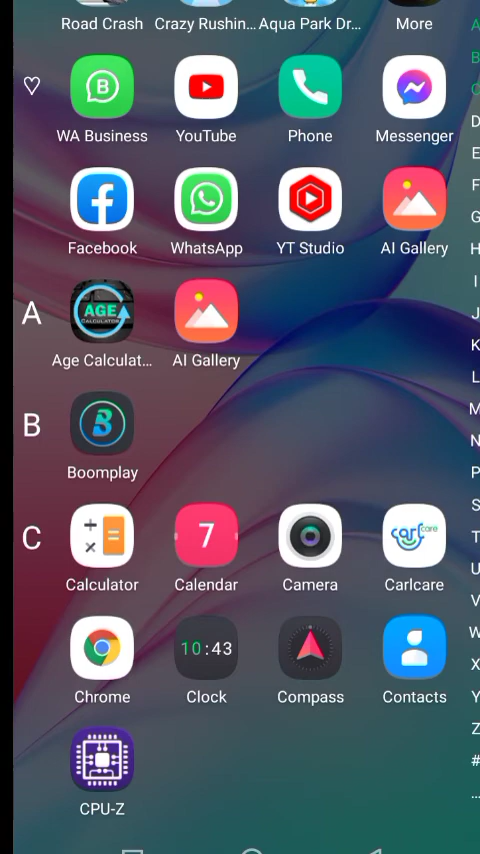 Road Crash Crazy Rushin... Aqua Park Dr... More
WA Business YouTube Phone Messenger
Facebook WhatsApp YT Studio AI Gallery
A
AGE
CALCULATOR
Age Calculat... AI Gallery
B
Boomplay
C
7
carlcare
Calculator Calendar Camera Carlcare
10:43
Chrome Clock Compass Contacts
CPU-Z
A
B
C
D
E
F
G
H
I
J
K
L
M
N
P
S
T
U
V
W
X
Y
Z
#
...